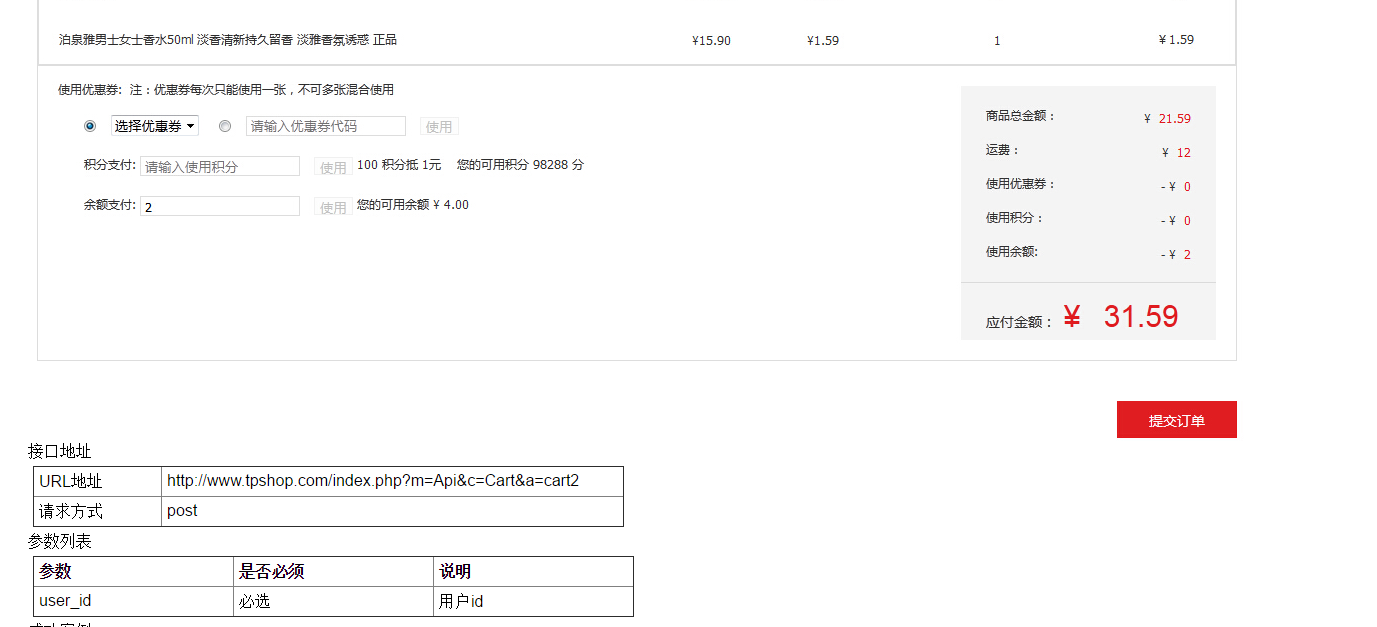 泊泉雅男士女士香水50ml 淡香清新持久留香 淡雅香氛诱惑 正品 ¥15.90 ¥1.59 1 ¥ 1.59
使用优惠券: 注：优惠券每次只能使用一张，不可多张混合使用
选择优惠券 请输入优惠券代码 使用
积分支付: 请输入使用积分 使用 100 积分抵 1元 您的可用积分 98288 分
余额支付: 2 使用 您的可用余额 ¥ 4.00
商品总金额： ¥ 21.59
运费： ¥ 12
使用优惠券： - ¥ 0
使用积分： - ¥ 0
使用余额: - ¥ 2
应付金额： ¥ 31.59
提交订单
接口地址
URL地址 http://www.tpshop.com/index.php?m=Api&c=Cart&a=cart2
请求方式 post
参数列表
参数 是否必须 说明
user_id 必选 用户id